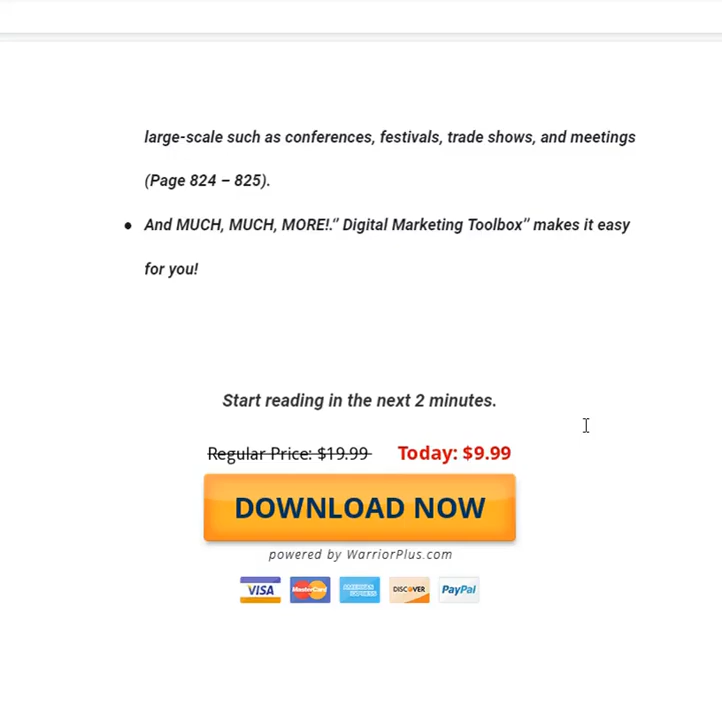 large-scale such as conferences, festivals, trade shows, and meetings
(Page 824 – 825).
● And MUCH, MUCH, MORE!.” Digital Marketing Toolbox” makes it easy
for you!
Start reading in the next 2 minutes.
Regular Price: $19.99 Today: $9.99
DOWNLOAD NOW
powered by WarriorPlus.com
VISA MasterCard AMERICAN EXPRESS DISCOVER PayPal